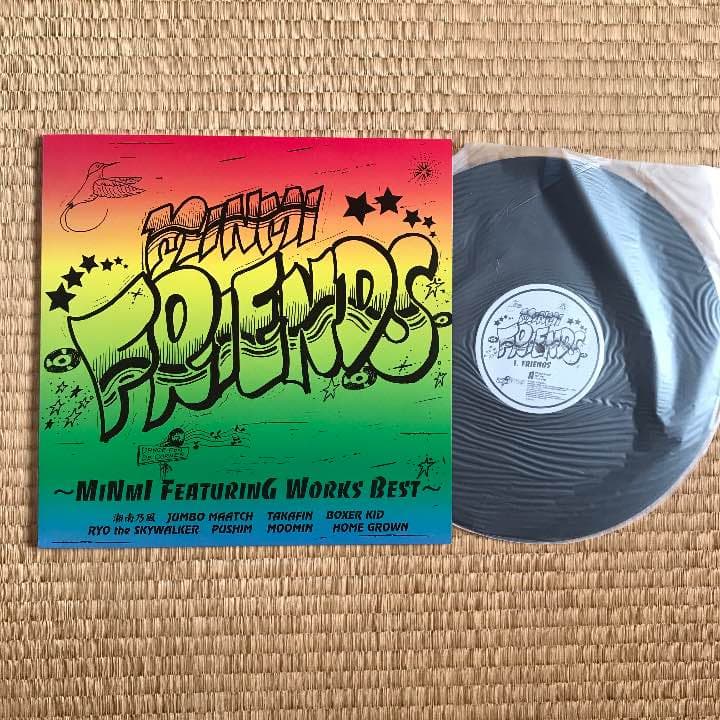 MINMI
FRIENDS
~MINMI FEATURING WORKS BEST~
湘南乃風 JUMBO MAATCH TAKAFIN BOXER KID
RYO the SKYWALKER PUSHIM MOOMIN HOME GROWN
MINMI
FRIENDS
1. FRIENDS